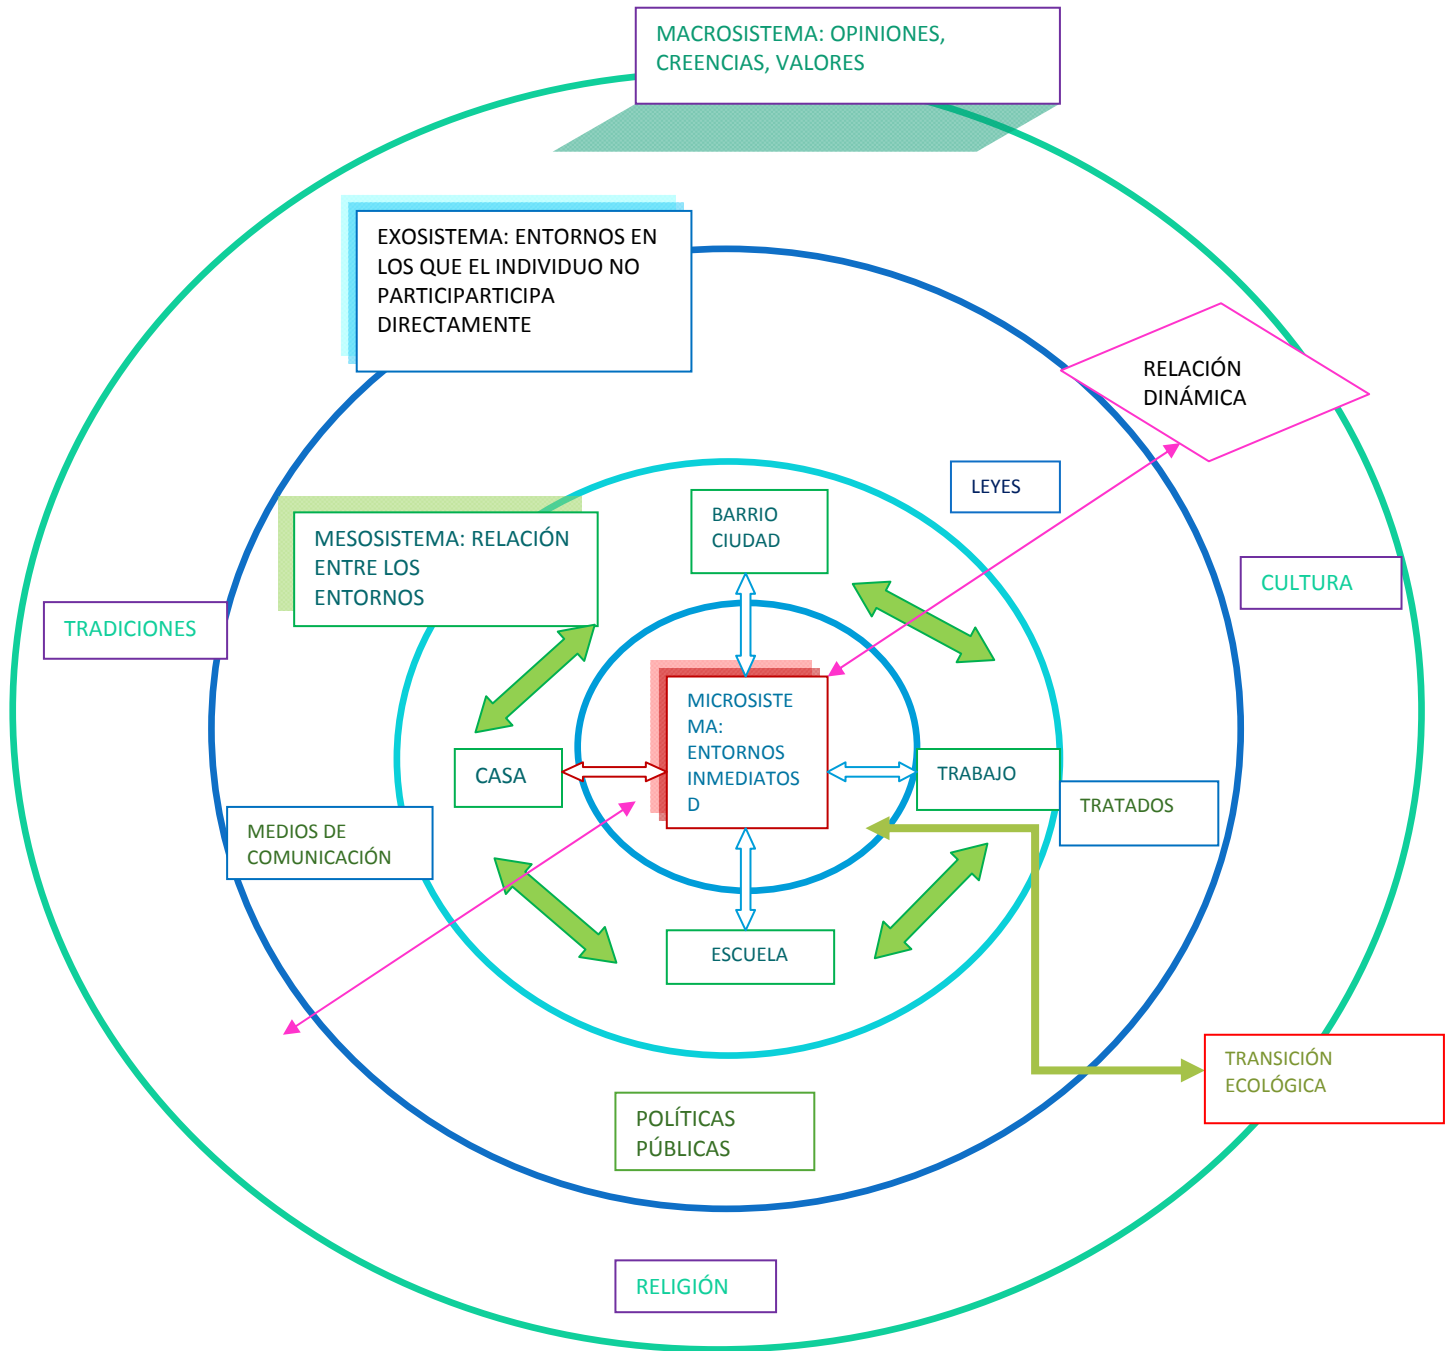 MACROSISTEMA: OPINIONES,
CREENCIAS, VALORES
EXOSISTEMA: ENTORNOS EN
LOS QUE EL INDIVIDUO NO
PARTICIPARTICIPA
DIRECTAMENTE
RELACIÓN
DINÁMICA
LEYES
BARRIO
CIUDAD
MESOSISTEMA: RELACIÓN
ENTRE LOS
ENTORNOS
CULTURA
TRADICIONES
MICROSISTE
MA:
ENTORNOS
INMEDIATOS
D
CASA
TRABAJO
TRATADOS
MEDIOS DE
COMUNICACIÓN
ESCUELA
TRANSICIÓN
ECOLÓGICA
POLÍTICAS
PÚBLICAS
RELIGIÓN